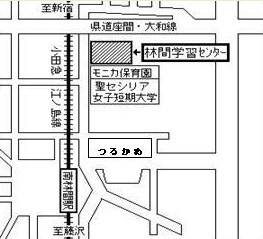 至新宿
県道座間・大和線
林間学習センター
小田急
江ノ島線
モニカ保育園
聖セシリア
女子短期大学
つるかめ
南林間駅
至藤沢